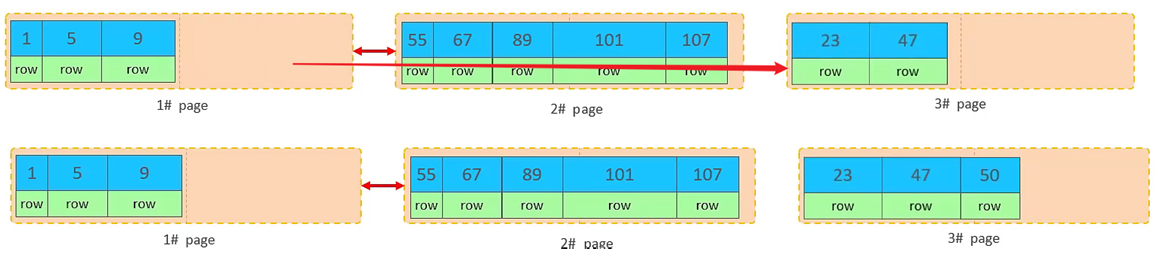 1 5 9 55 67 89 101 107 23 47
row row row row row row row row row row
1# page 2# page 3# page
1 5 9 55 67 89 101 107 23 47 50
row row row row row row row row row row row
1# page 2# page 3# page